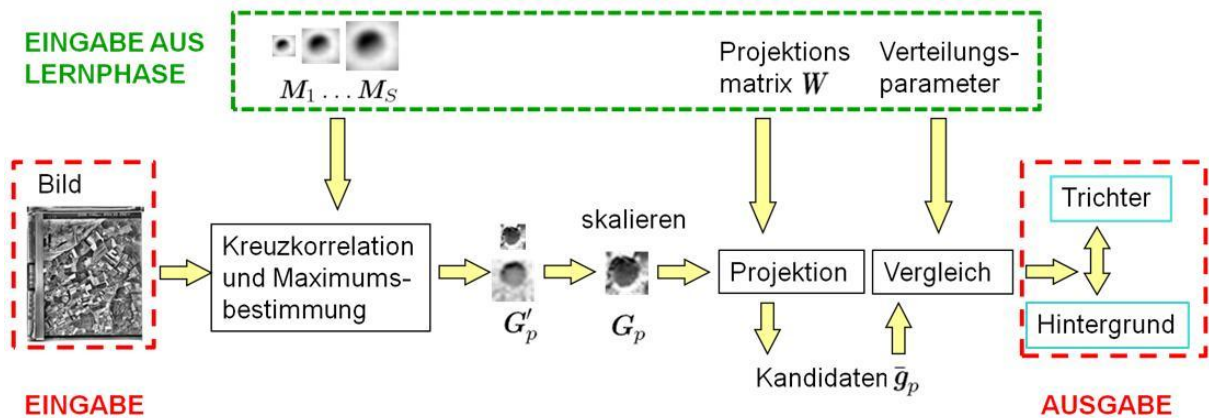 EINGABE AUS
LERNPHASE
M₁ … M_S
Projektions
matrix W
Verteilungs-
parameter
Bild
Kreuzkorrelation
und Maximums-
bestimmung
G′ₚ
skalieren
Gₚ
Projektion
Vergleich
Kandidaten ḡₚ
Trichter
Hintergrund
EINGABE
AUSGABE